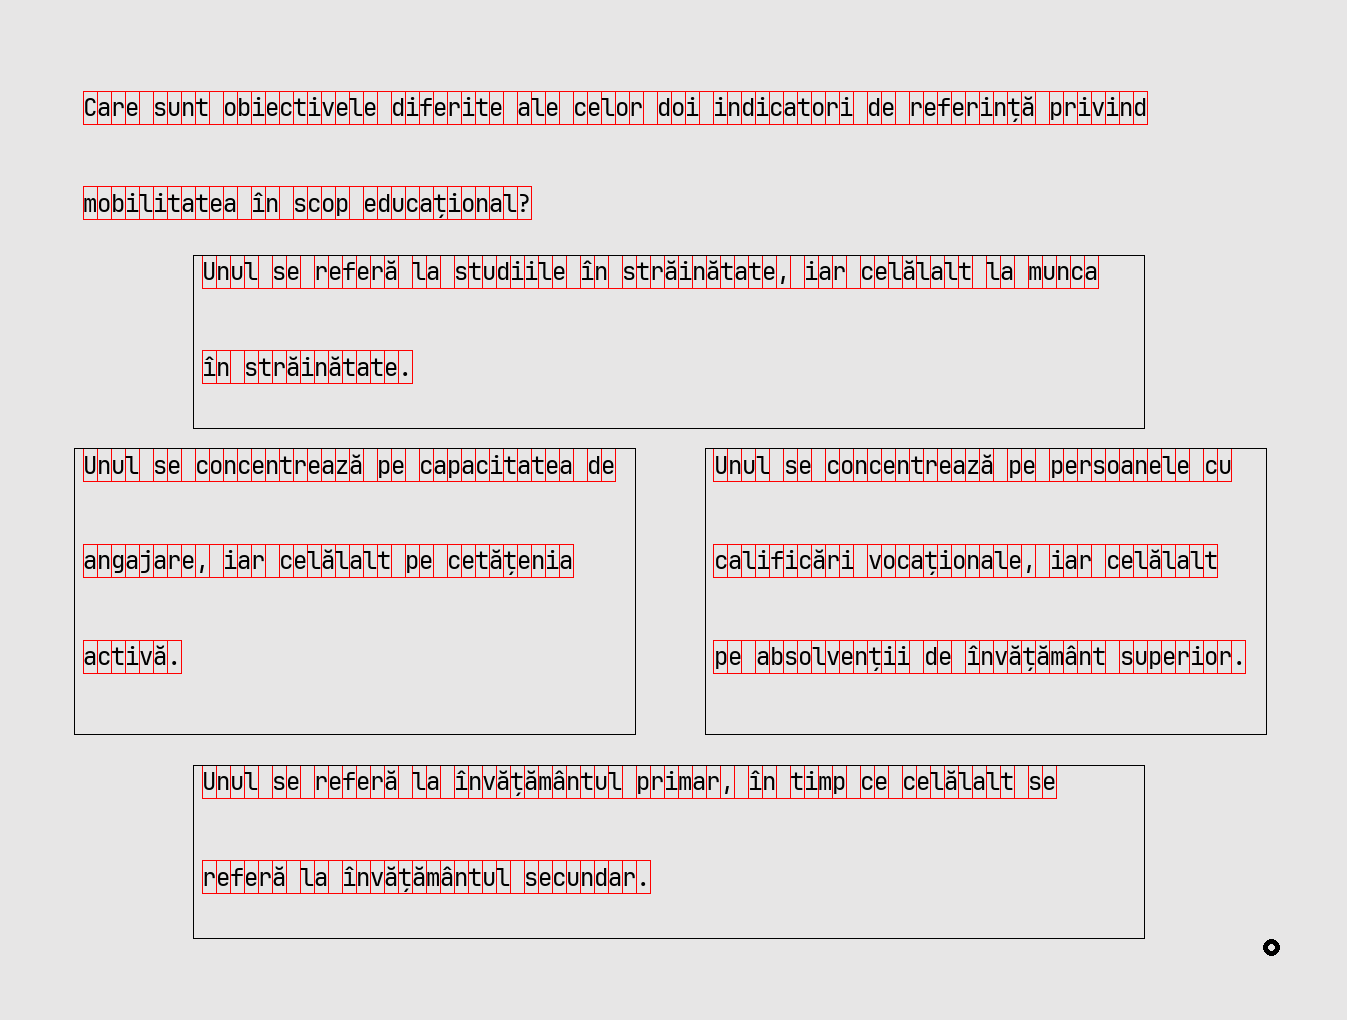 Care sunt obiectivele diferite ale celor doi indicatori de referință privind
mobilitatea în scop educațional?
Unul se referă la studiile în străinătate, iar celălalt la munca
în străinătate.
Unul se concentrează pe capacitatea de
angajare, iar celălalt pe cetățenia
activă.
Unul se concentrează pe persoanele cu
calificări vocaționale, iar celălalt
pe absolvenții de învățământ superior.
Unul se referă la învățământul primar, în timp ce celălalt se
referă la învățământul secundar.